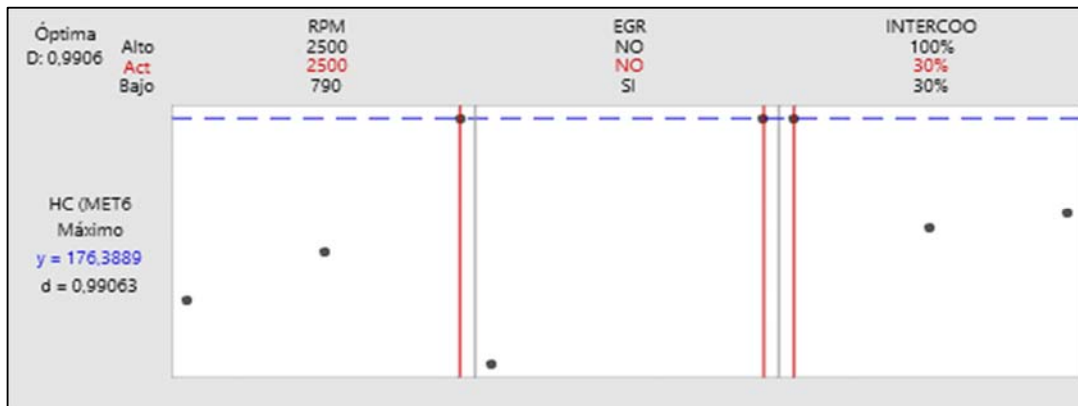 Óptima
D: 0,9906
Alto
Act
Bajo
RPM
2500
2500
790
EGR
NO
NO
SI
INTERCOO
100%
30%
30%
HC (MET6
Máximo
y = 176,3889
d = 0,99063